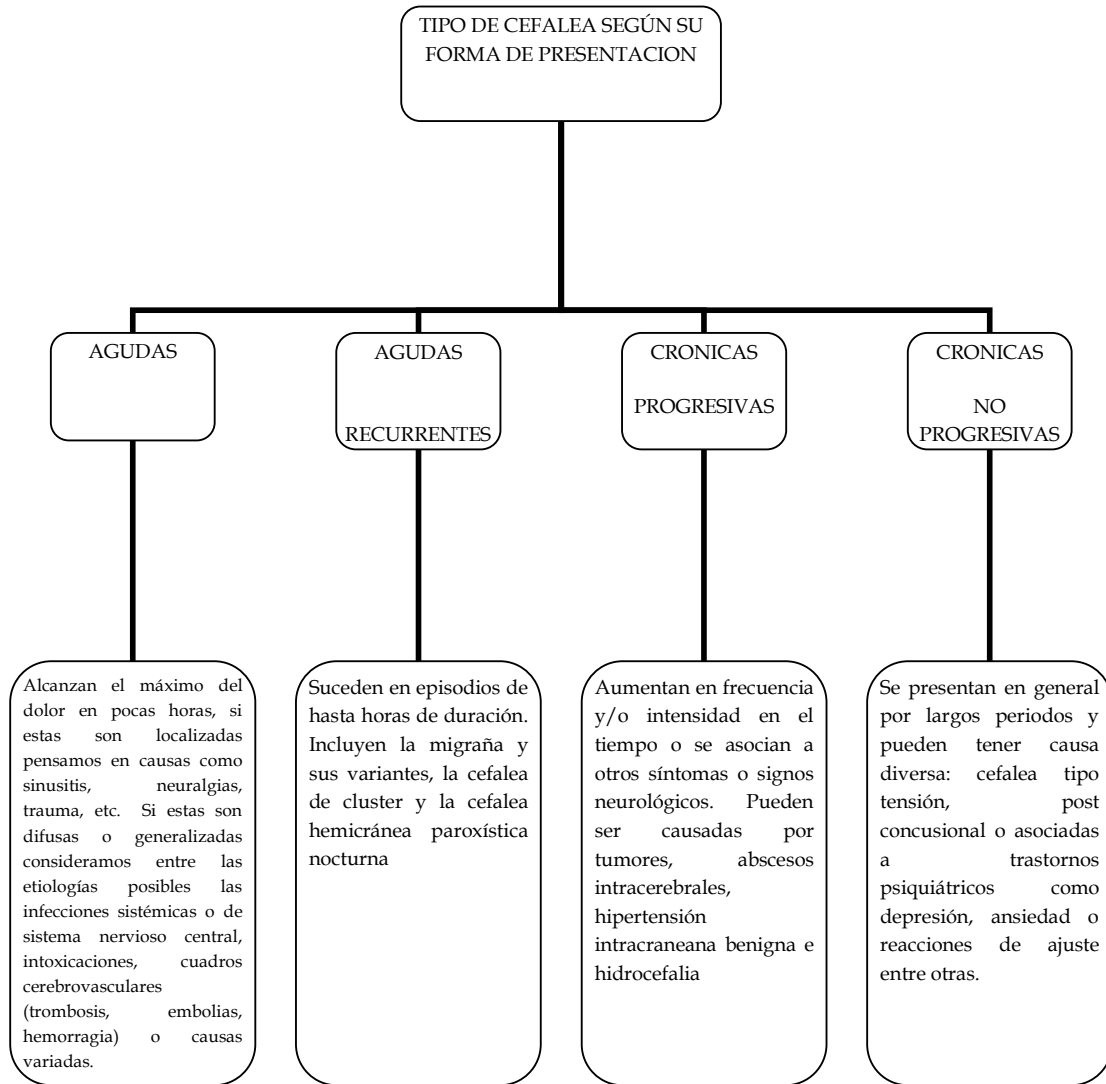 TIPO DE CEFALEA SEGÚN SU
FORMA DE PRESENTACION
AGUDAS
AGUDAS
RECURRENTES
CRONICAS
PROGRESIVAS
CRONICAS
NO
PROGRESIVAS
Alcanzan el máximo del
dolor en pocas horas, si
estas son localizadas
pensamos en causas como
sinusitis, neuralgias,
trauma, etc. Si estas son
difusas o generalizadas
consideramos entre las
etiologías posibles las
infecciones sistémicas o de
sistema nervioso central,
intoxicaciones, cuadros
cerebrovasculares
(trombosis, embolias,
hemorragia) o causas
variadas.
Suceden en episodios de
hasta horas de duración.
Incluyen la migraña y
sus variantes, la cefalea
de cluster y la cefalea
hemicránea paroxística
nocturna
Aumentan en frecuencia
y/o intensidad en el
tiempo o se asocian a
otros síntomas o signos
neurológicos. Pueden
ser causadas por
tumores, abscesos
intracerebrales,
hipertensión
intracraneana benigna e
hidrocefalia
Se presentan en general
por largos periodos y
pueden tener causa
diversa: cefalea tipo
tensión, post
concusional o asociadas
a trastornos
psiquiátricos como
depresión, ansiedad o
reacciones de ajuste
entre otras.